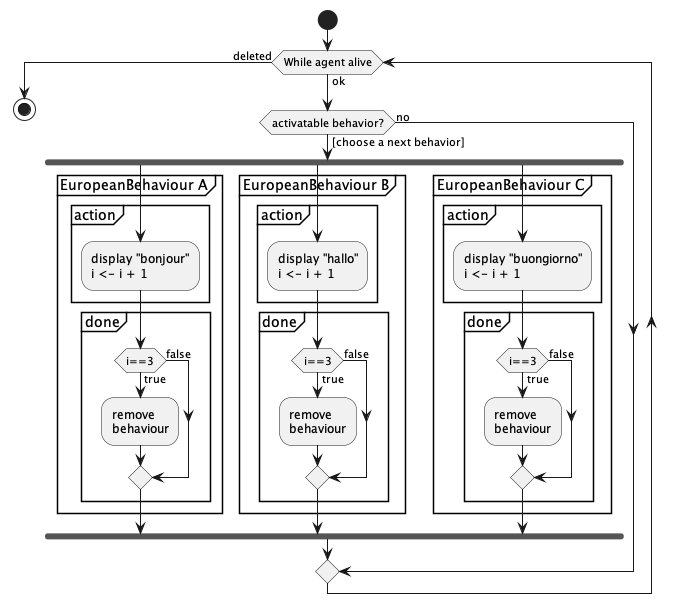 deleted
While agent alive
ok
activatable behavior?
no
[choose a next behavior]
EuropeanBehaviour A
action
display "bonjour"
i <- i + 1
done
i==3
false
true
remove
behaviour
EuropeanBehaviour B
action
display "hallo"
i <- i + 1
done
i==3
false
true
remove
behaviour
EuropeanBehaviour C
action
display "buongiorno"
i <- i + 1
done
i==3
false
true
remove
behaviour